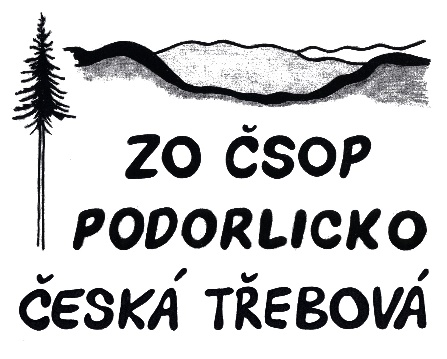 ZO ČSOP
PODORLICKO
ČESKÁ TŘEBOVÁ